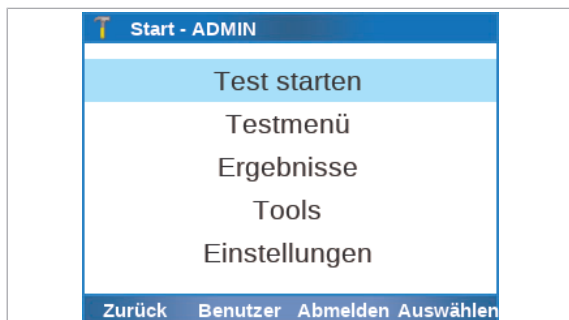 Start - ADMIN
Test starten
Testmenü
Ergebnisse
Tools
Einstellungen
Zurück Benutzer Abmelden Auswählen